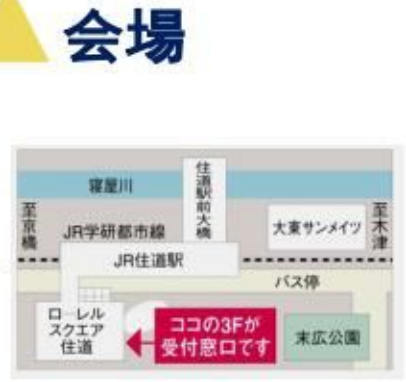 会場
寝屋川
住道駅前大橋
至京橋
JR学研都市線
大東サンメイツ
至木津
JR住道駅
バス停
ローレル
スクエア
住道
ココの3Fが
受付窓口です
末広公園